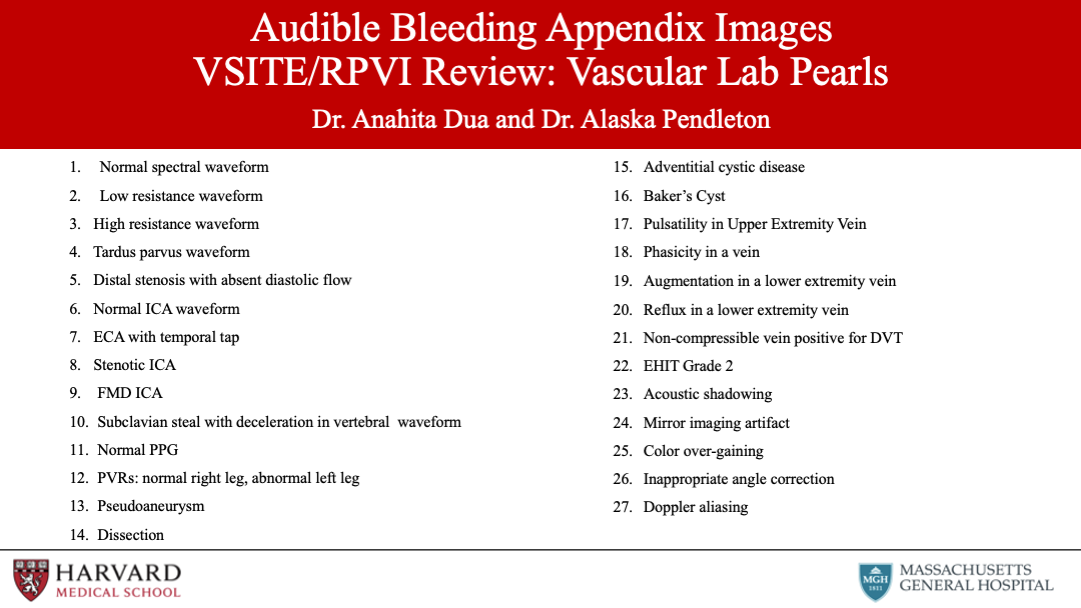 Audible Bleeding Appendix Images
VSITE/RPVI Review: Vascular Lab Pearls
Dr. Anahita Dua and Dr. Alaska Pendleton
1. Normal spectral waveform
2. Low resistance waveform
3. High resistance waveform
4. Tardus parvus waveform
5. Distal stenosis with absent diastolic flow
6. Normal ICA waveform
7. ECA with temporal tap
8. Stenotic ICA
9. FMD ICA
10. Subclavian steal with deceleration in vertebral waveform
11. Normal PPG
12. PVRs: normal right leg, abnormal left leg
13. Pseudoaneurysm
14. Dissection
15. Adventitial cystic disease
16. Baker’s Cyst
17. Pulsatility in Upper Extremity Vein
18. Phasicity in a vein
19. Augmentation in a lower extremity vein
20. Reflux in a lower extremity vein
21. Non-compressible vein positive for DVT
22. EHIT Grade 2
23. Acoustic shadowing
24. Mirror imaging artifact
25. Color over-gaining
26. Inappropriate angle correction
27. Doppler aliasing
HARVARD
MEDICAL SCHOOL
MGH
1811
MASSACHUSETTS
GENERAL HOSPITAL